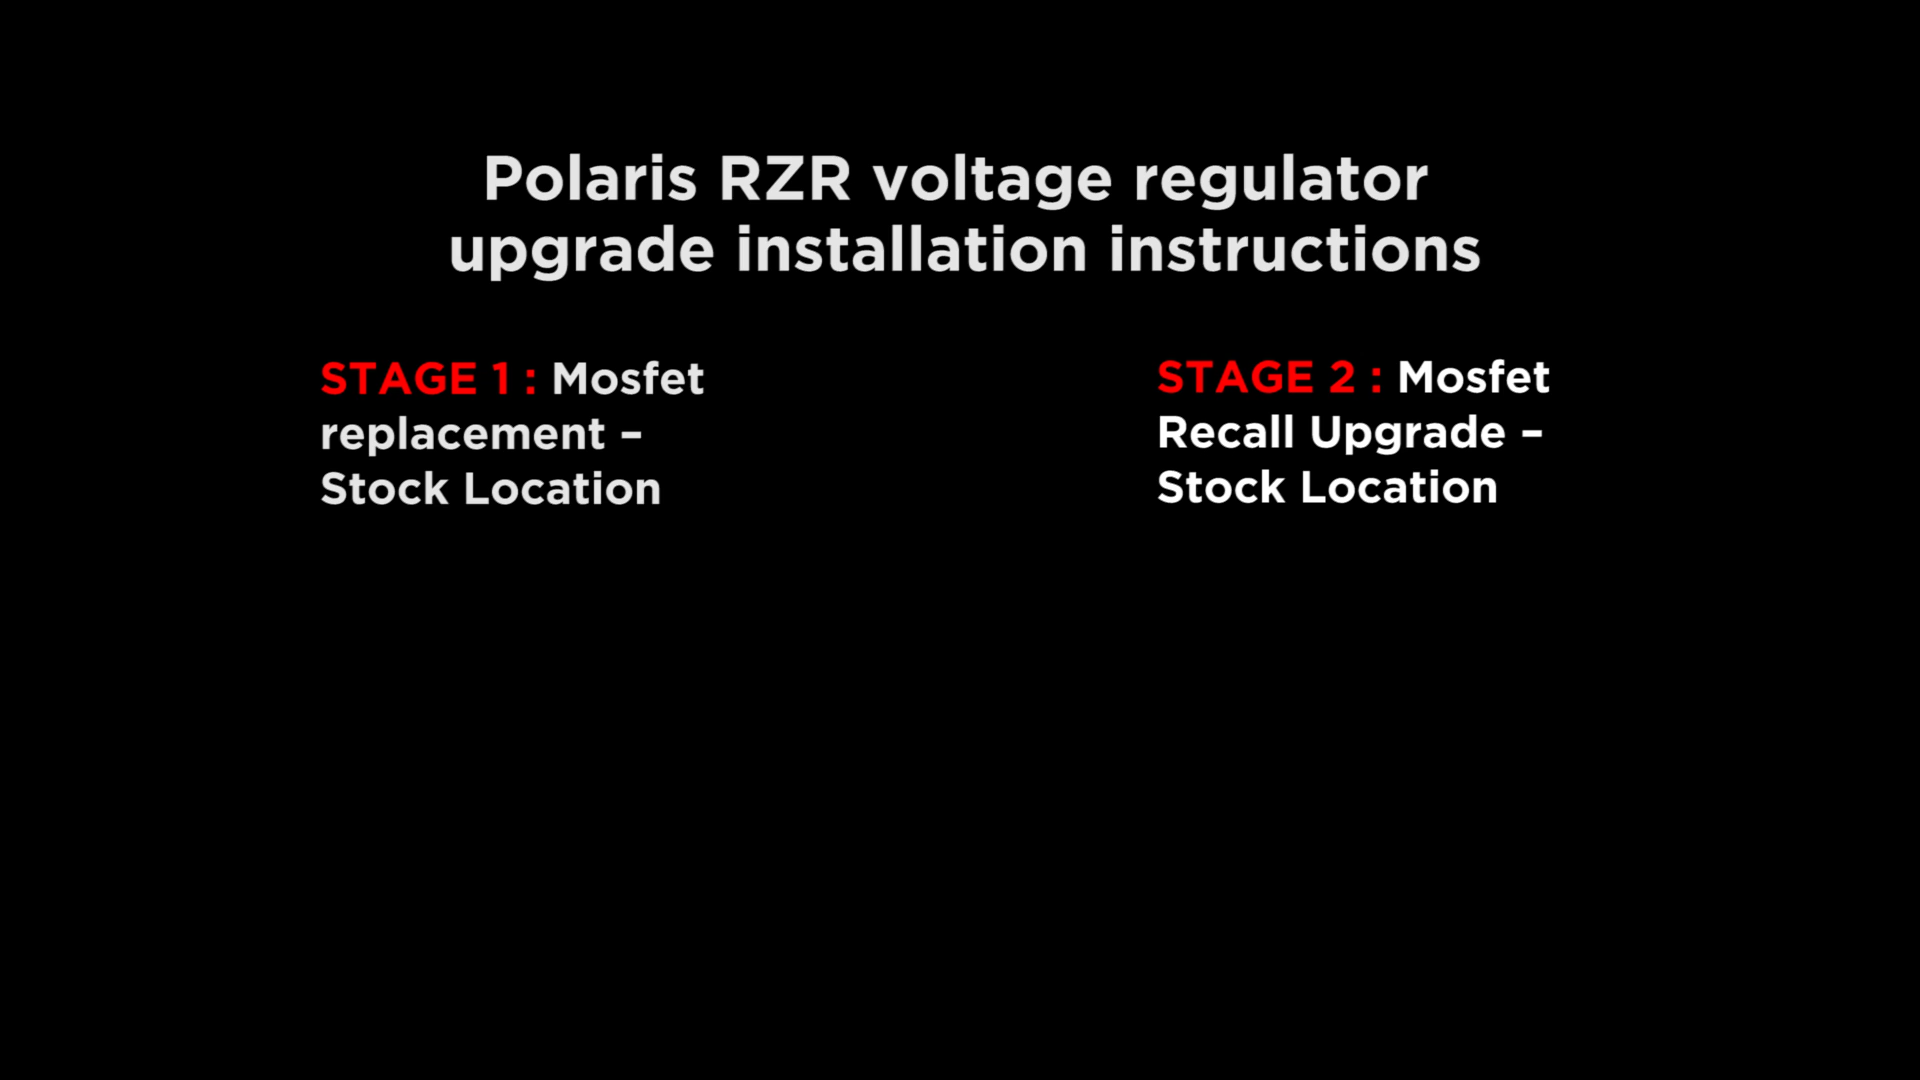 Polaris RZR voltage regulator
upgrade installation instructions
STAGE 1 : Mosfet
replacement –
Stock Location
STAGE 2 : Mosfet
Recall Upgrade –
Stock Location